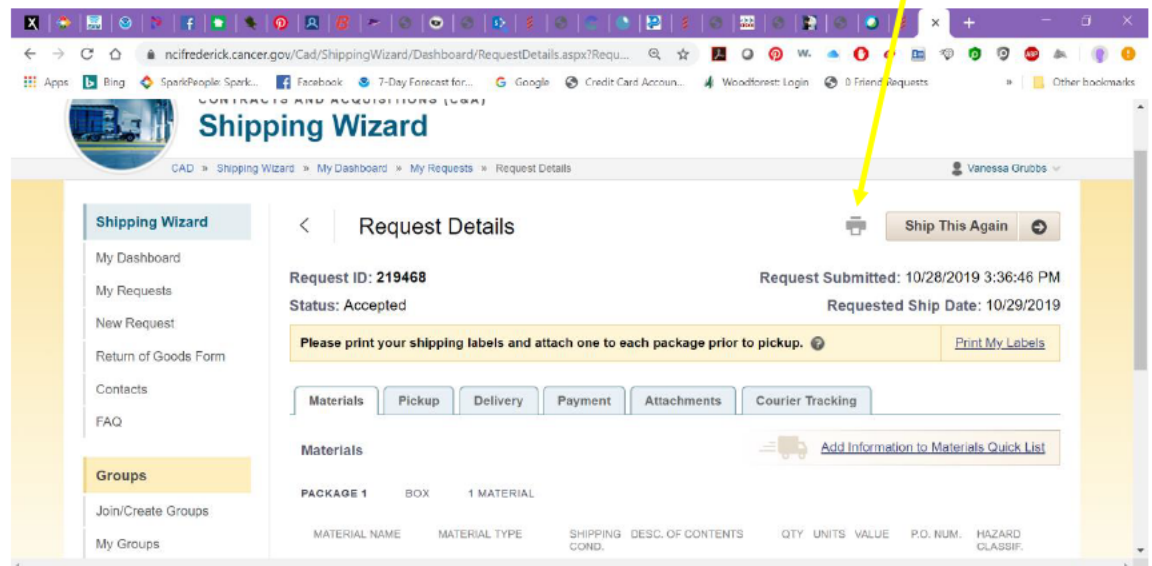 ncifrederick.cancer.gov/Cad/ShippingWizard/Dashboard/RequestDetails.aspx?Requ...
Apps Bing SparkPeople: Spark... Facebook 7-Day Forecast for... Google Credit Card Accoun... Woodforest: Login 0 Friend Requests » Other bookmarks
CONTRACTS AND ACQUISITIONS (C&A)
Shipping Wizard
CAD » Shipping Wizard » My Dashboard » My Requests » Request Details Vanessa Grubbs
Shipping Wizard
My Dashboard
My Requests
New Request
Return of Goods Form
Contacts
FAQ
Groups
Join/Create Groups
My Groups
Request Details
Ship This Again
Request ID: 219468 Request Submitted: 10/28/2019 3:36:46 PM
Status: Accepted Requested Ship Date: 10/29/2019
Please print your shipping labels and attach one to each package prior to pickup. ? Print My Labels
Materials Pickup Delivery Payment Attachments Courier Tracking
Materials Add Information to Materials Quick List
PACKAGE 1 BOX 1 MATERIAL
MATERIAL NAME MATERIAL TYPE SHIPPING COND. DESC. OF CONTENTS QTY UNITS VALUE P.O. NUM. HAZARD CLASSIF.